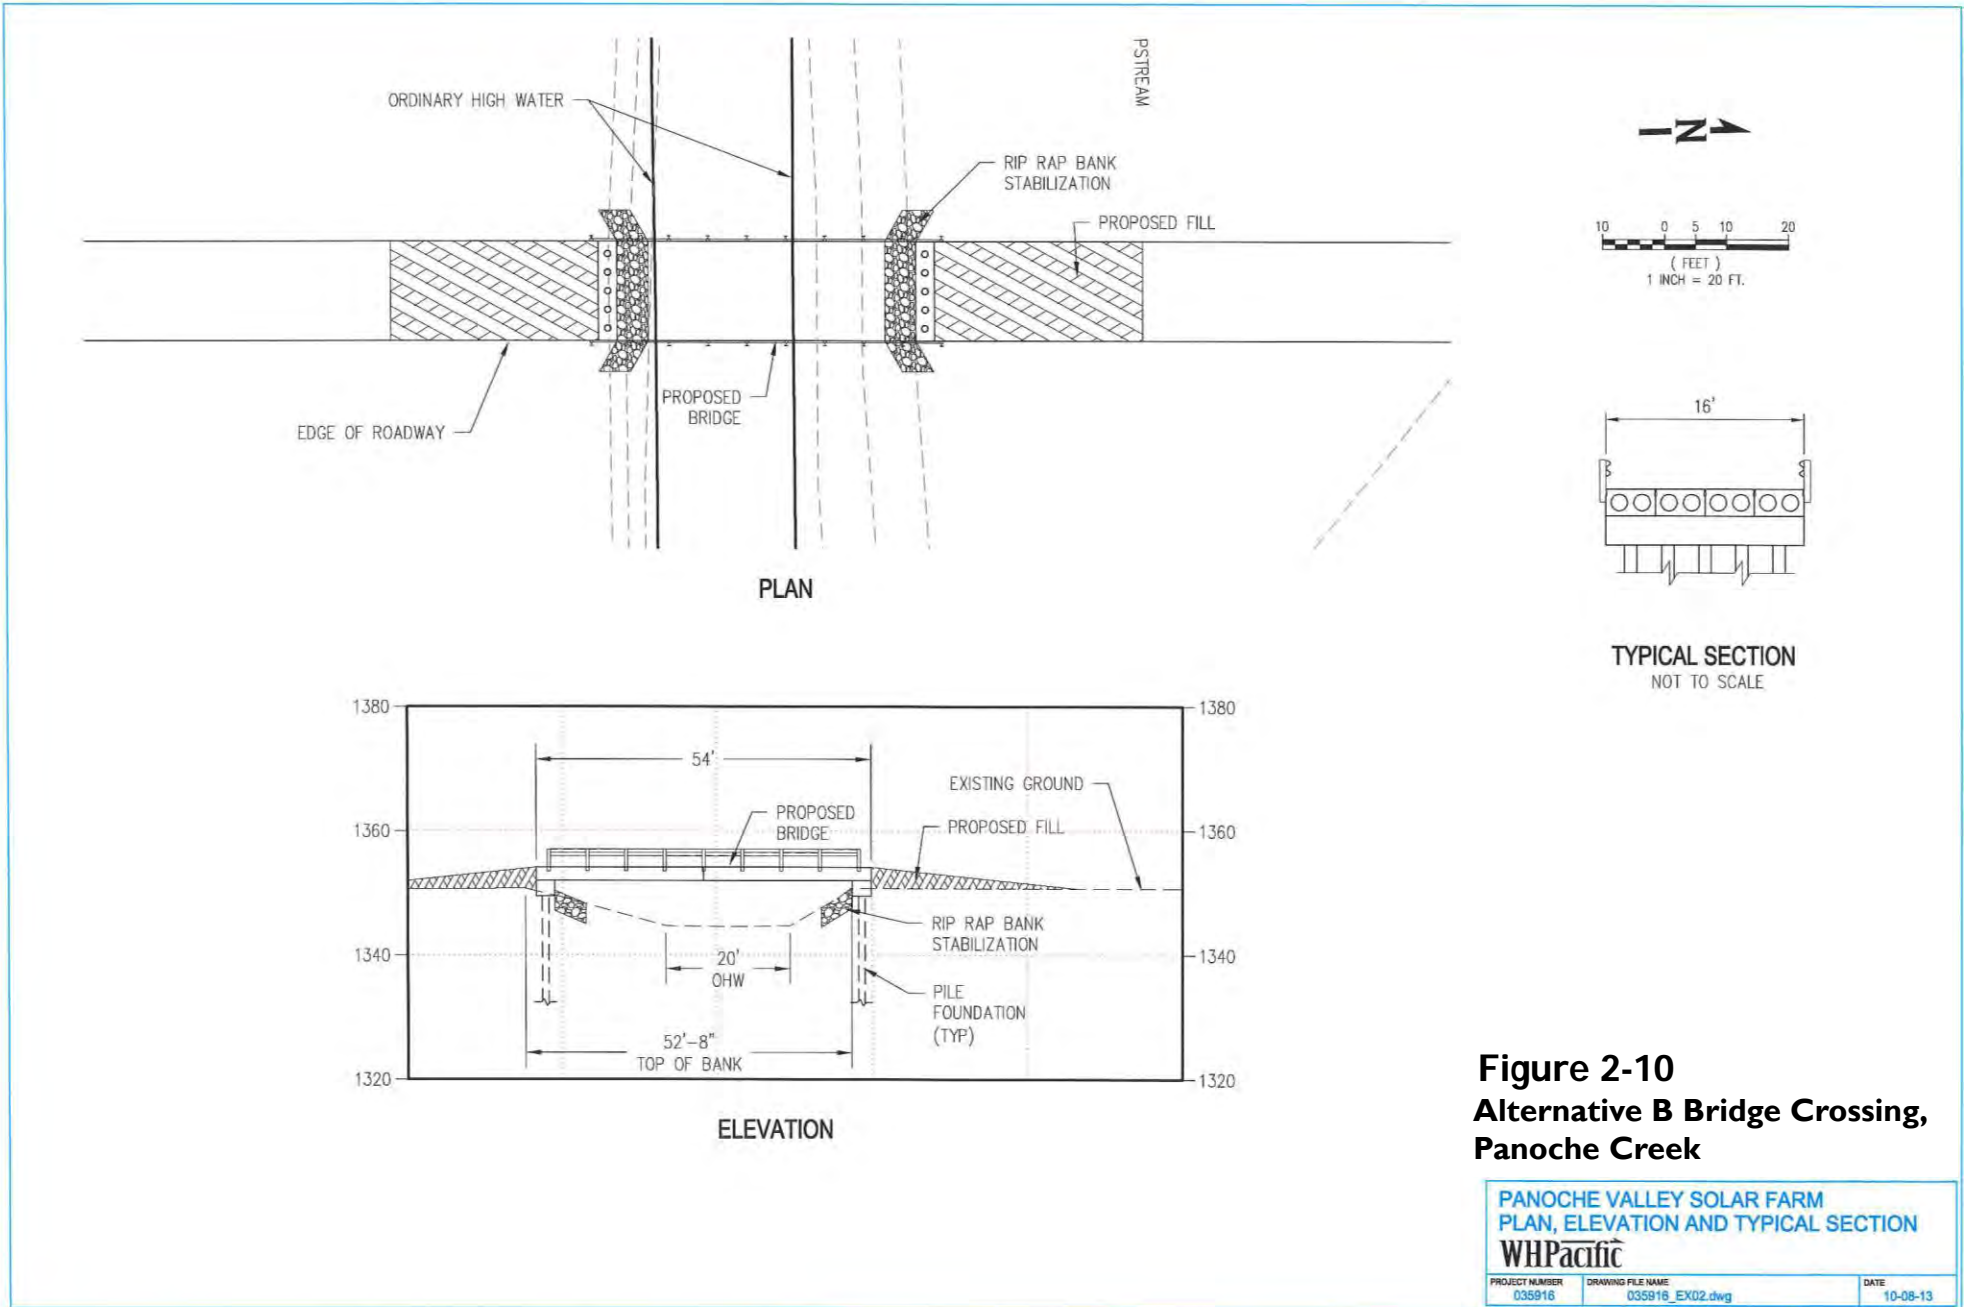 PSTREAM
ORDINARY HIGH WATER
RIP RAP BANK
STABILIZATION
PROPOSED FILL
PROPOSED
BRIDGE
EDGE OF ROADWAY
PLAN
N
10 0 5 10 20
( FEET )
1 INCH = 20 FT.
16'
TYPICAL SECTION
NOT TO SCALE
1380
1380
54'
EXISTING GROUND
PROPOSED
BRIDGE
PROPOSED FILL
1360
1360
RIP RAP BANK
STABILIZATION
1340
1340
20'
OHW
PILE
FOUNDATION
(TYP)
52'-8"
TOP OF BANK
1320
1320
ELEVATION
Figure 2-10
Alternative B Bridge Crossing,
Panoche Creek
PANOCHE VALLEY SOLAR FARM
PLAN, ELEVATION AND TYPICAL SECTION
WHPacific
PROJECT NUMBER
035916
DRAWING FILE NAME
035916_EX02.dwg
DATE
10-08-13